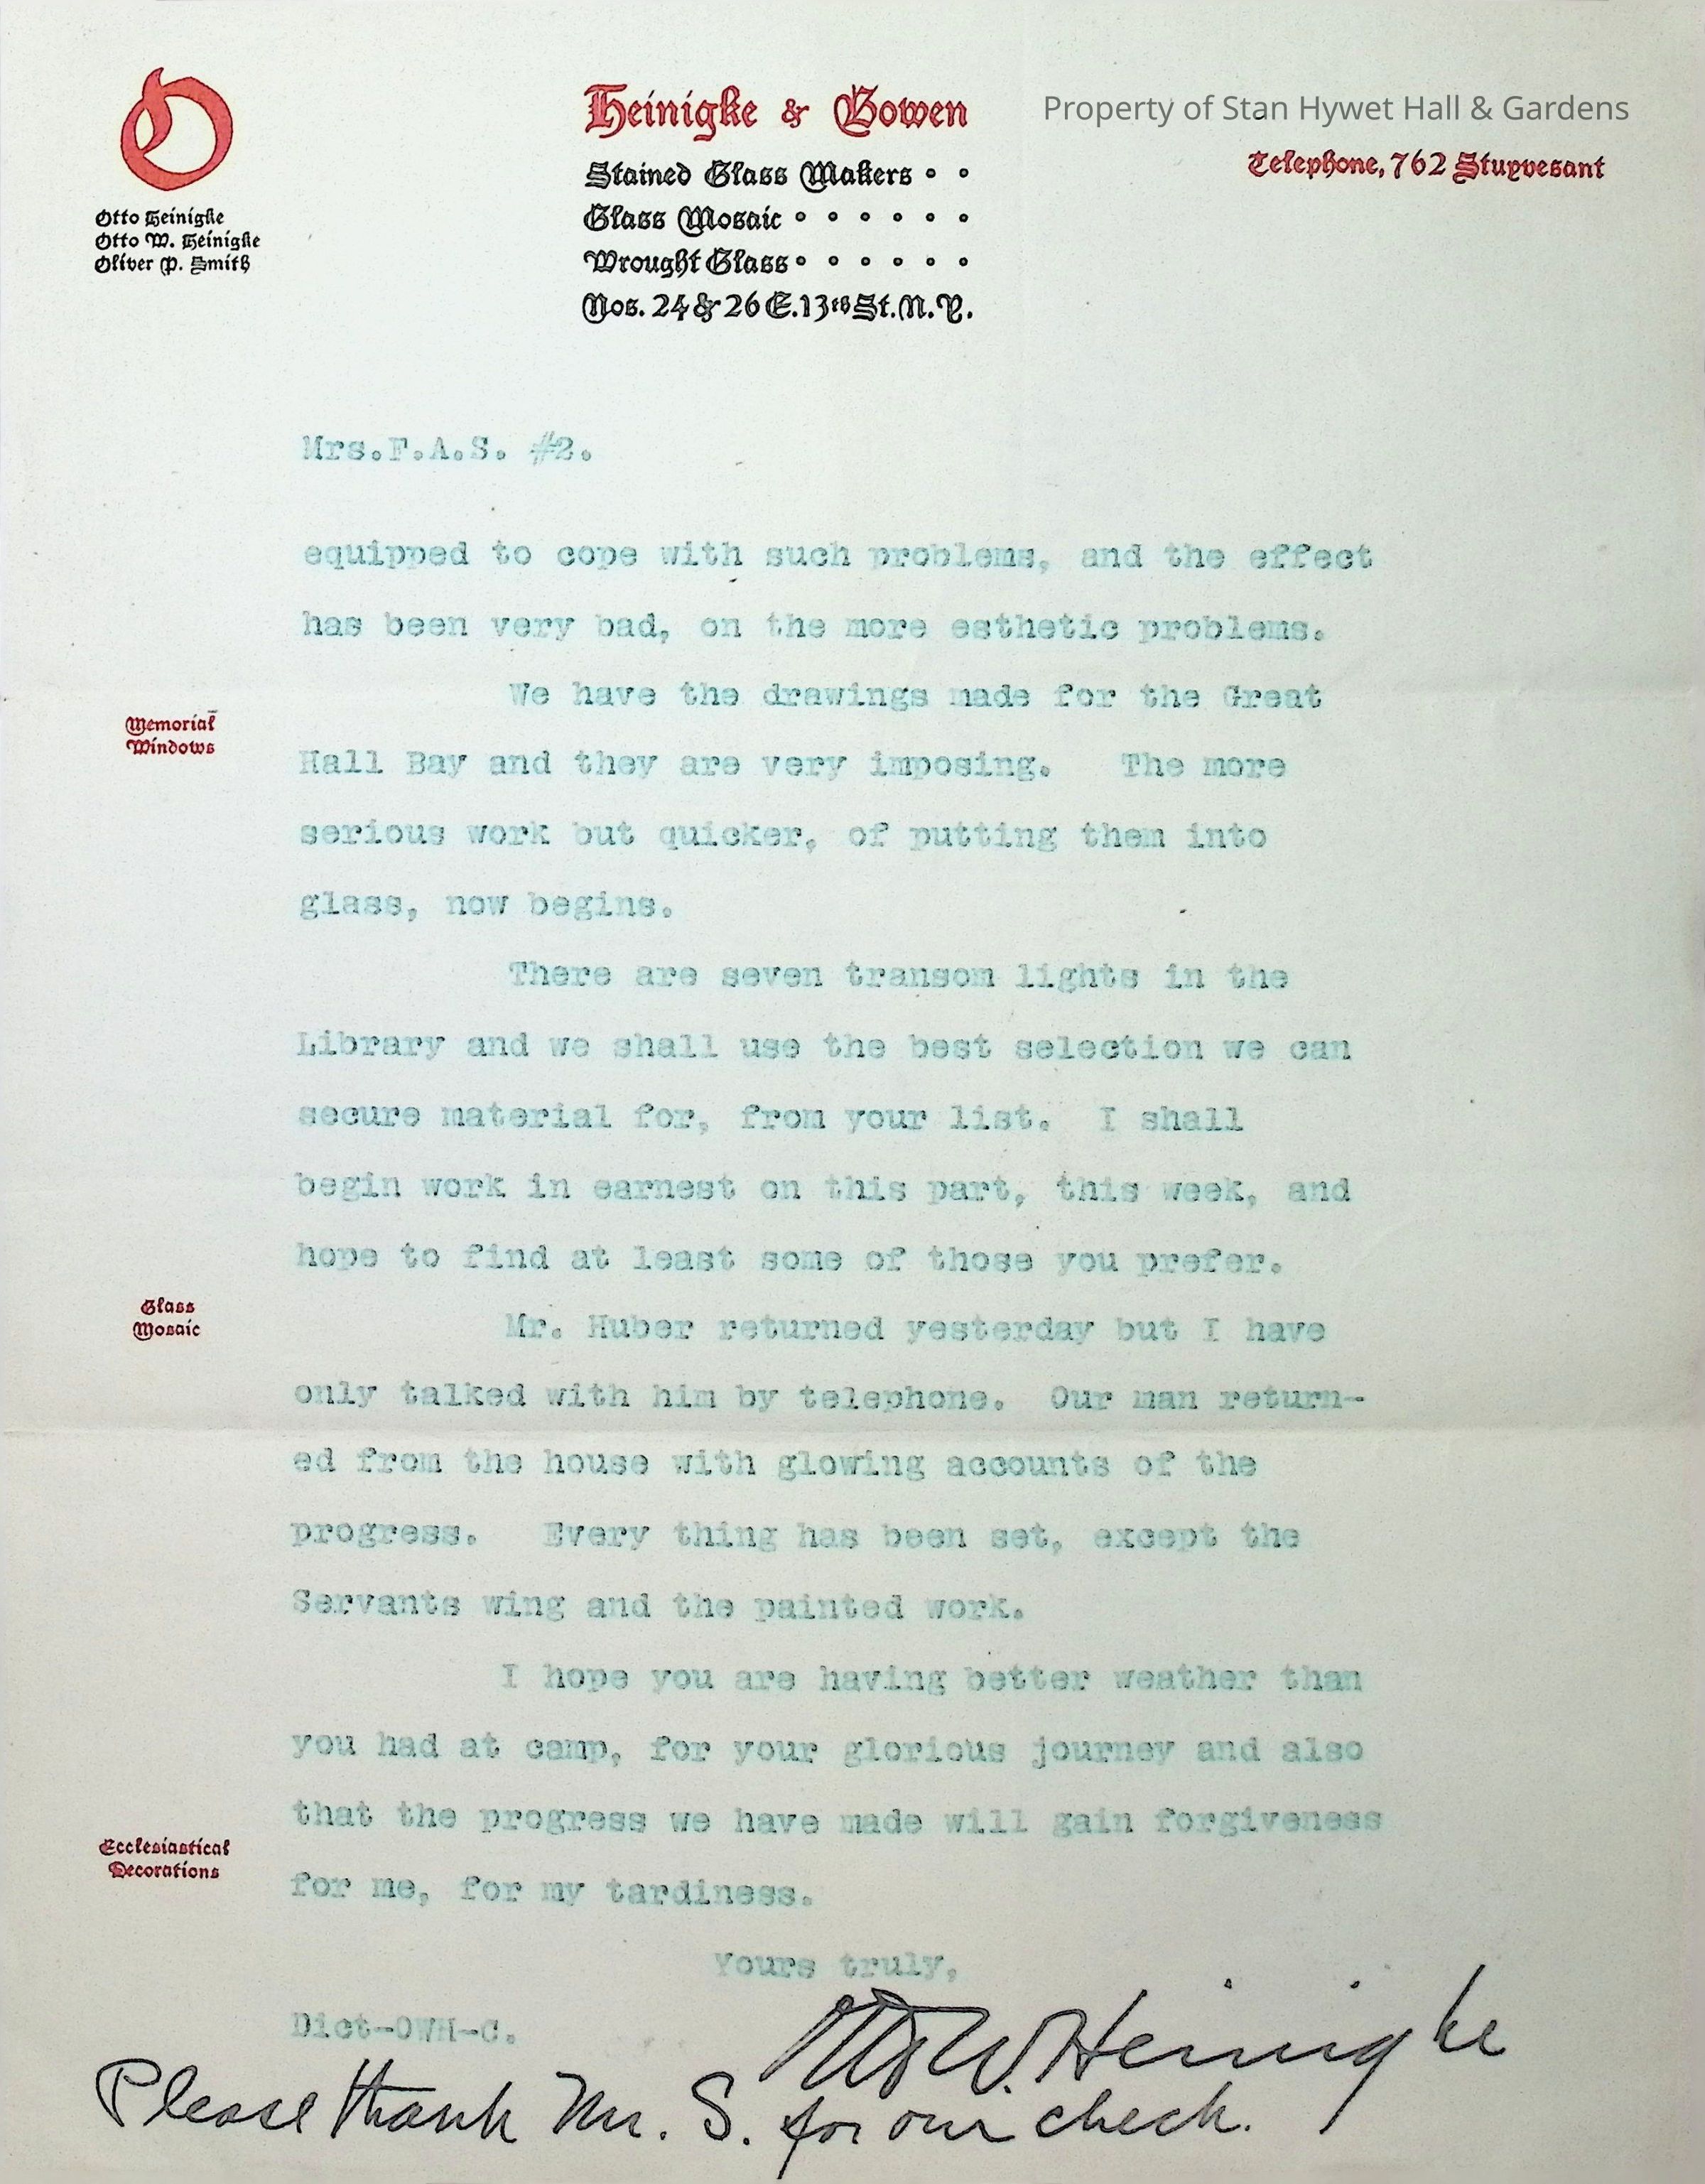 O
Otto Heinigke
Otto W. Heinigke
Oliver P. Smith
Heinigke & Bowen
Stained Glass Makers
Glass Mosaic
Wrought Glass
Nos. 24 & 26 E. 13th St. N. Y.
Property of Stan Hywet Hall & Gardens
Telephone, 762 Stuyvesant
Mrs.F.A.S. #2.
equipped to cope with such problems, and the effect
has been very bad, on the more esthetic problems.
We have the drawings made for the Great
Memorial
Windows
Hall Bay and they are very imposing. The more
serious work but quicker, of putting them into
glass, now begins.
There are seven transom lights in the
Library and we shall use the best selection we can
secure material for, from your list. I shall
begin work in earnest on this part, this week, and
hope to find at least some of those you prefer.
Glass
Mosaic
Mr. Huber returned yesterday but I have
only talked with him by telephone. Our man return-
ed from the house with glowing accounts of the
progress. Every thing has been set, except the
Servants wing and the painted work.
I hope you are having better weather than
you had at camp, for your glorious journey and also
that the progress we have made will gain forgiveness
Ecclesiastical
Decorations
for me, for my tardiness.
Yours truly,
Otto W. Heinigke
Dict-OWH-C.
Please thank Mr. S. for our check.